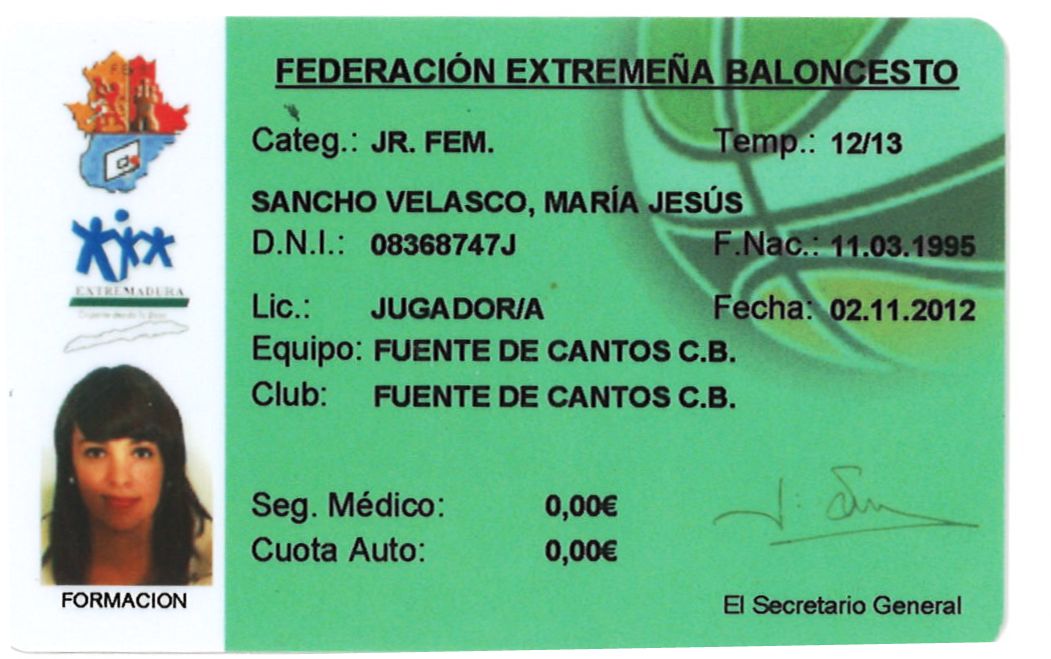 FEDERACIÓN EXTREMEÑA BALONCESTO
Categ.: JR. FEM. Temp.: 12/13
SANCHO VELASCO, MARÍA JESÚS
D.N.I.: 08368747J F.Nac.: 11.03.1995
Lic.: JUGADOR/A Fecha: 02.11.2012
Equipo: FUENTE DE CANTOS C.B.
Club: FUENTE DE CANTOS C.B.
Seg. Médico: 0,00€
Cuota Auto: 0,00€
El Secretario General
EXTREMADURA
FORMACION